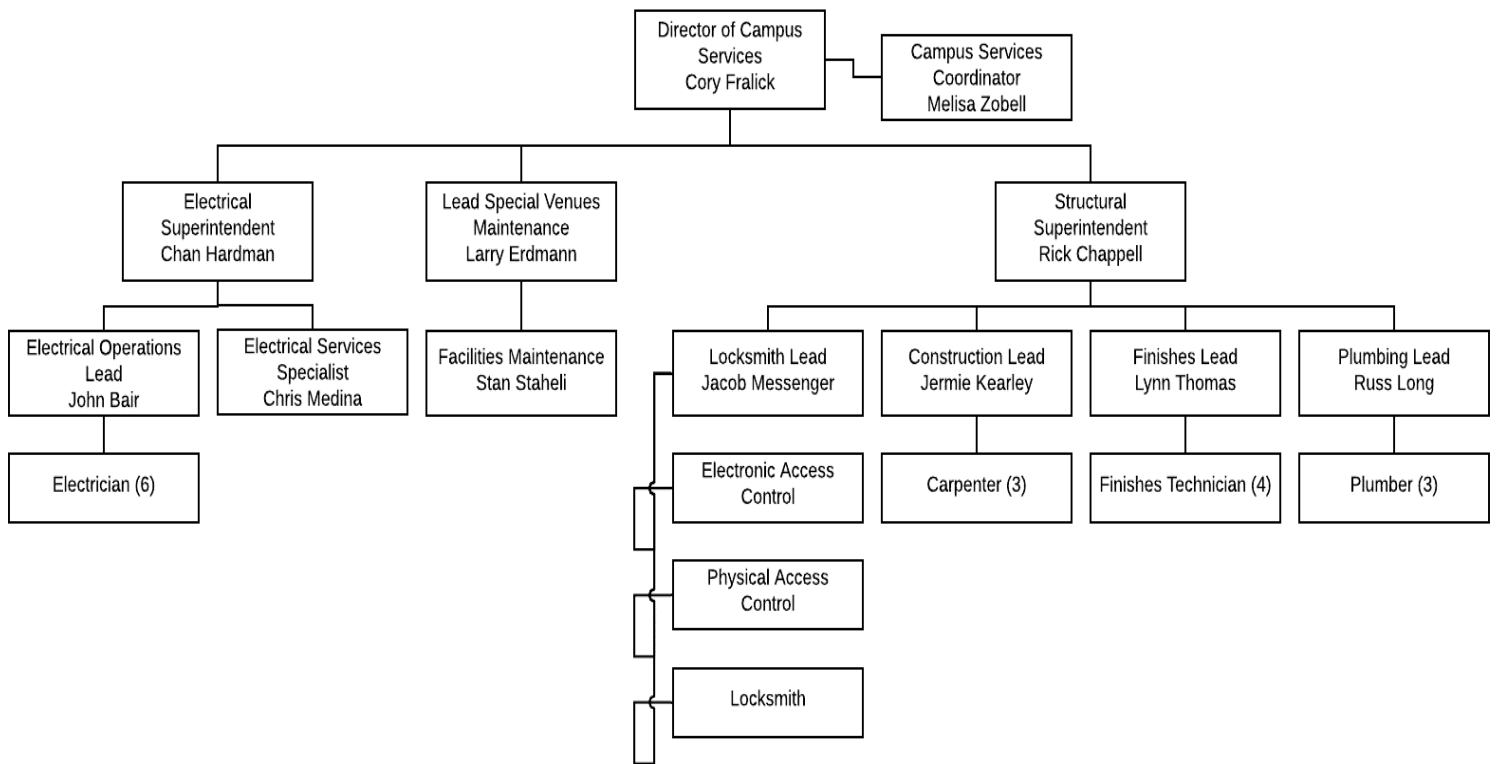 Director of Campus
Services
Cory Fralick
Campus Services
Coordinator
Melisa Zobell
Electrical
Superintendent
Chan Hardman
Lead Special Venues
Maintenance
Larry Erdmann
Structural
Superintendent
Rick Chappell
Electrical Operations
Lead
John Bair
Electrical Services
Specialist
Chris Medina
Facilities Maintenance
Stan Staheli
Locksmith Lead
Jacob Messenger
Construction Lead
Jermie Kearley
Finishes Lead
Lynn Thomas
Plumbing Lead
Russ Long
Electrician (6)
Electronic Access
Control
Carpenter (3)
Finishes Technician (4)
Plumber (3)
Physical Access
Control
Locksmith